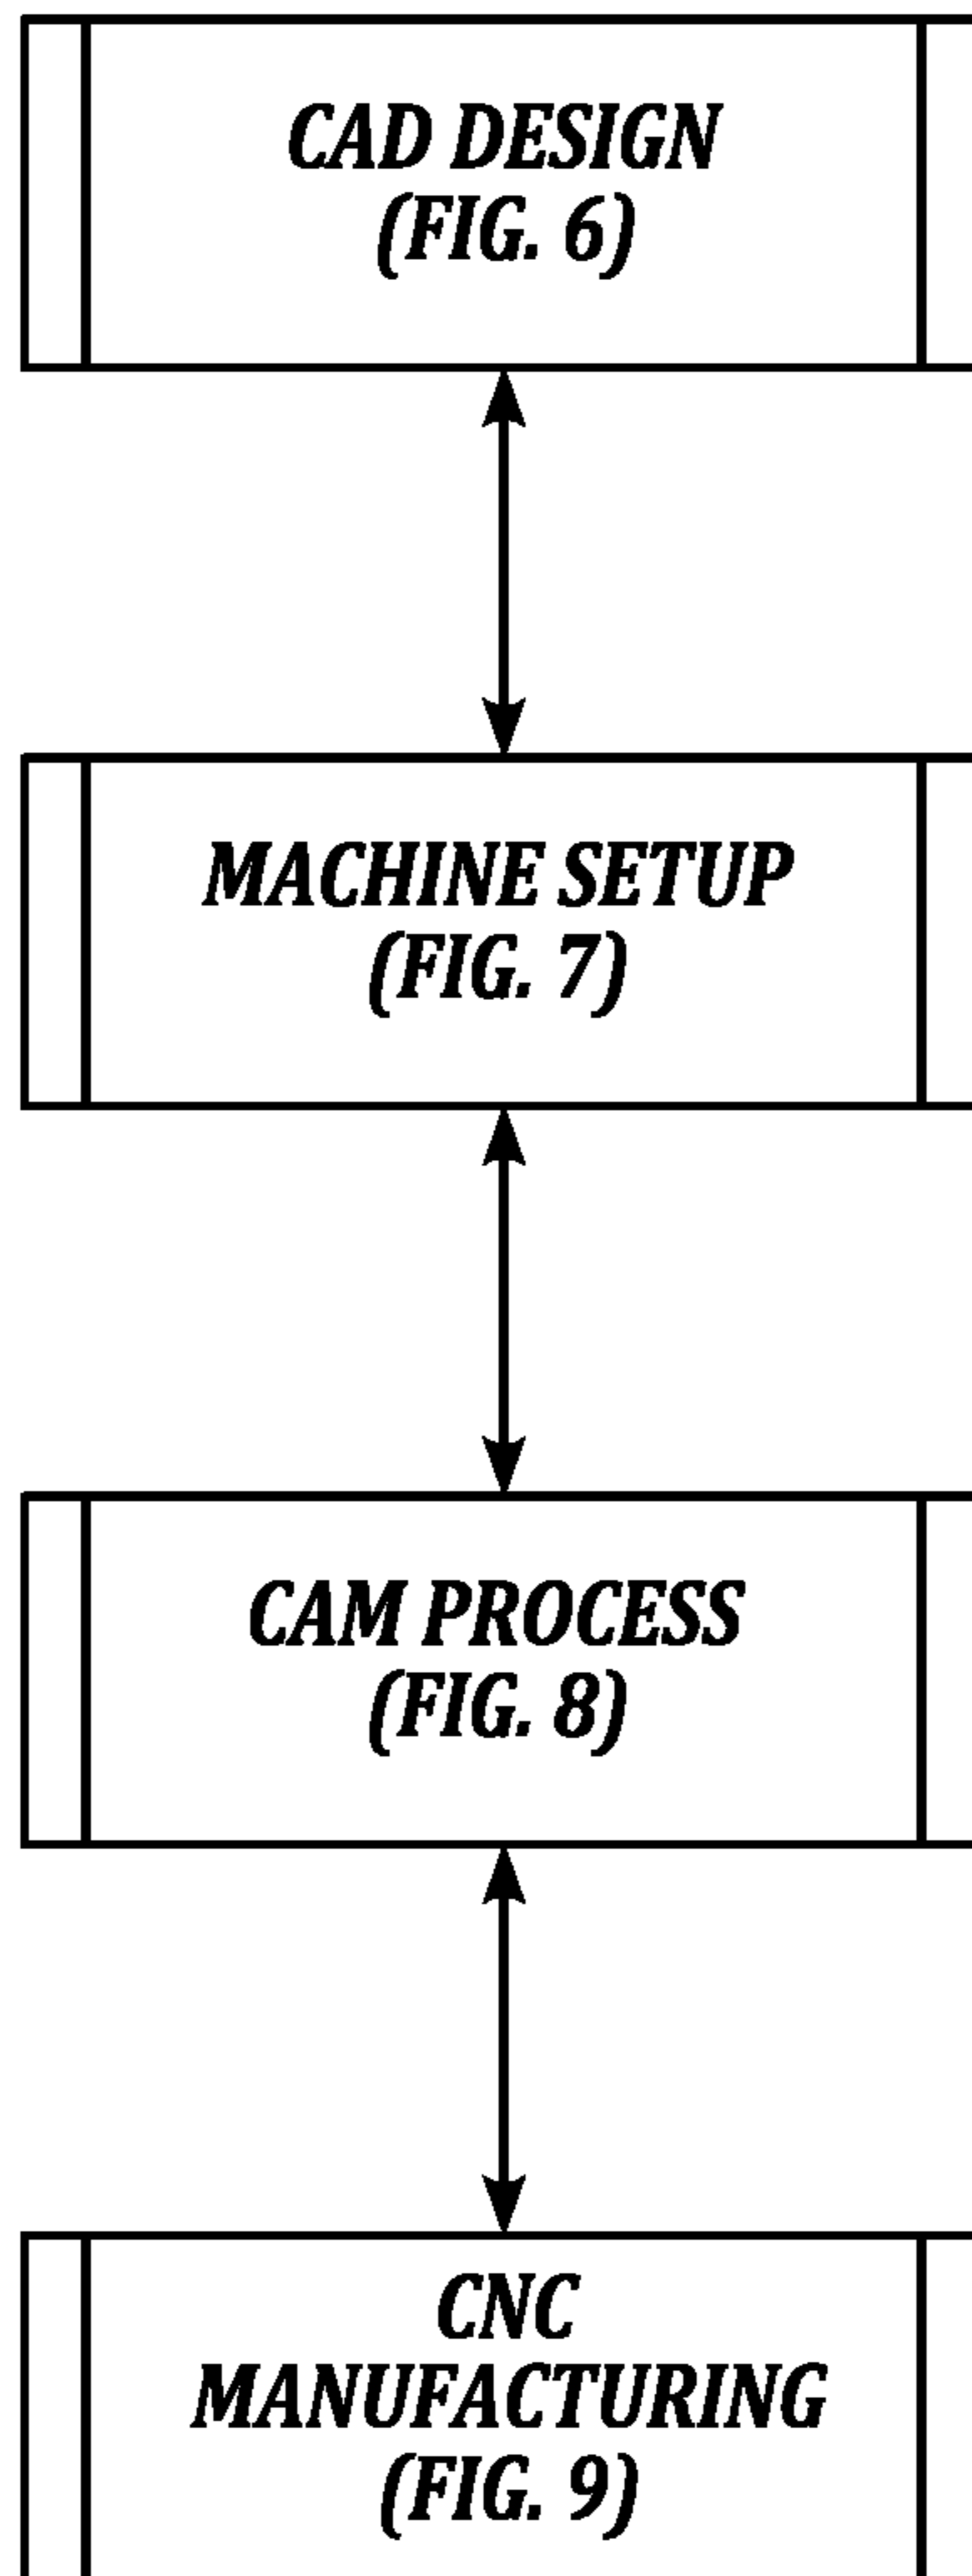 CAD DESIGN
(FIG. 6)
MACHINE SETUP
(FIG. 7)
CAM PROCESS
(FIG. 8)
CNC
MANUFACTURING
(FIG. 9)